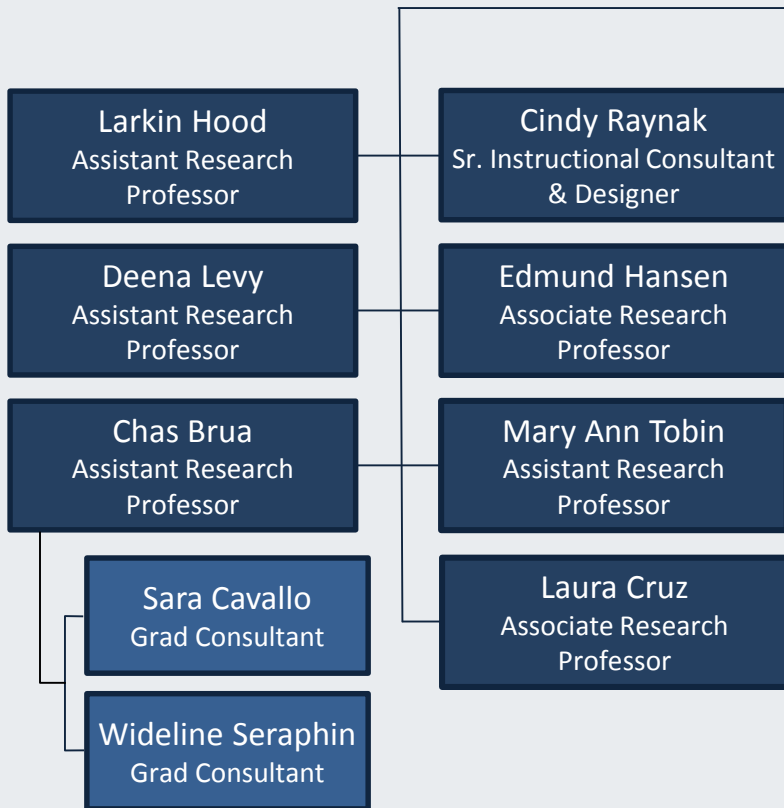 Larkin Hood
Assistant Research
Professor
Cindy Raynak
Sr. Instructional Consultant
& Designer
Deena Levy
Assistant Research
Professor
Edmund Hansen
Associate Research
Professor
Chas Brua
Assistant Research
Professor
Mary Ann Tobin
Assistant Research
Professor
Sara Cavallo
Grad Consultant
Laura Cruz
Associate Research
Professor
Wideline Seraphin
Grad Consultant